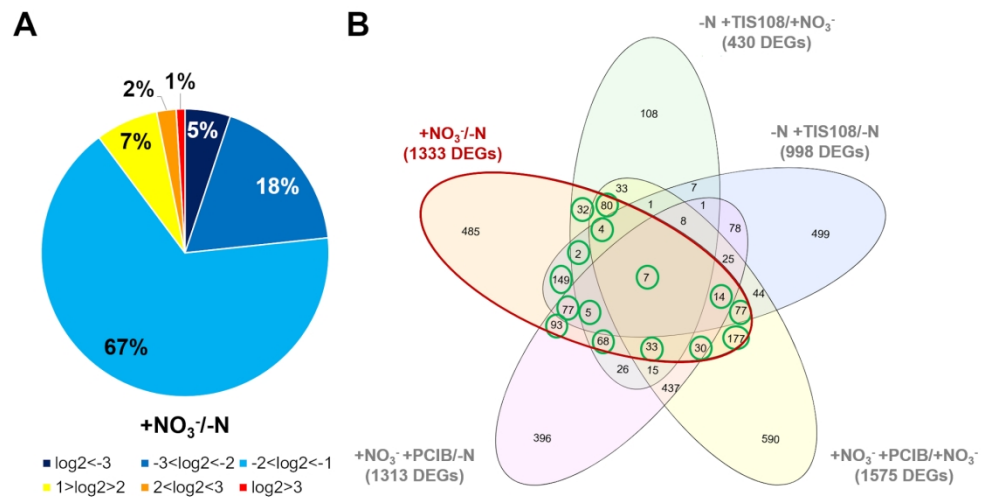 A
1%
2%
5%
7%
18%
67%
+NO₃⁻/-N
log2<-3
-3<log2<-2
-2<log2<-1
1>log2>2
2<log2<3
log2>3
B
-N +TIS108/+NO₃⁻
(430 DEGs)
+NO₃⁻/-N
(1333 DEGs)
-N +TIS108/-N
(998 DEGs)
108
33
7
32
80
1
1
4
8
78
485
499
2
25
149
7
14
44
77
5
77
93
68
33
30
177
26
15
437
396
590
+NO₃⁻ +PCIB/-N
(1313 DEGs)
+NO₃⁻ +PCIB/+NO₃⁻
(1575 DEGs)